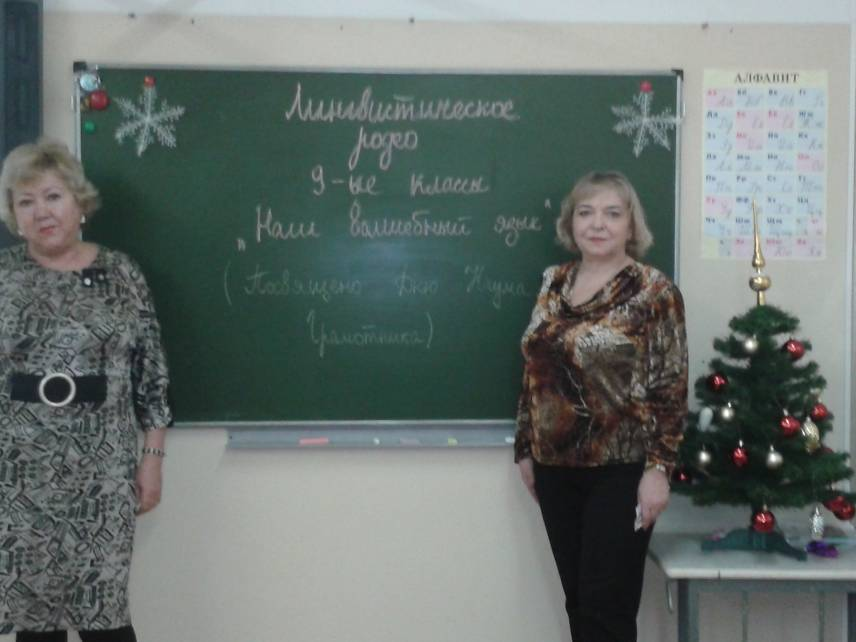 Лингвистическое
родео
9-ые классы
„Наш волшебный язык"
(Посвящено Дню Наума
Грамотника)
АЛФАВИТ